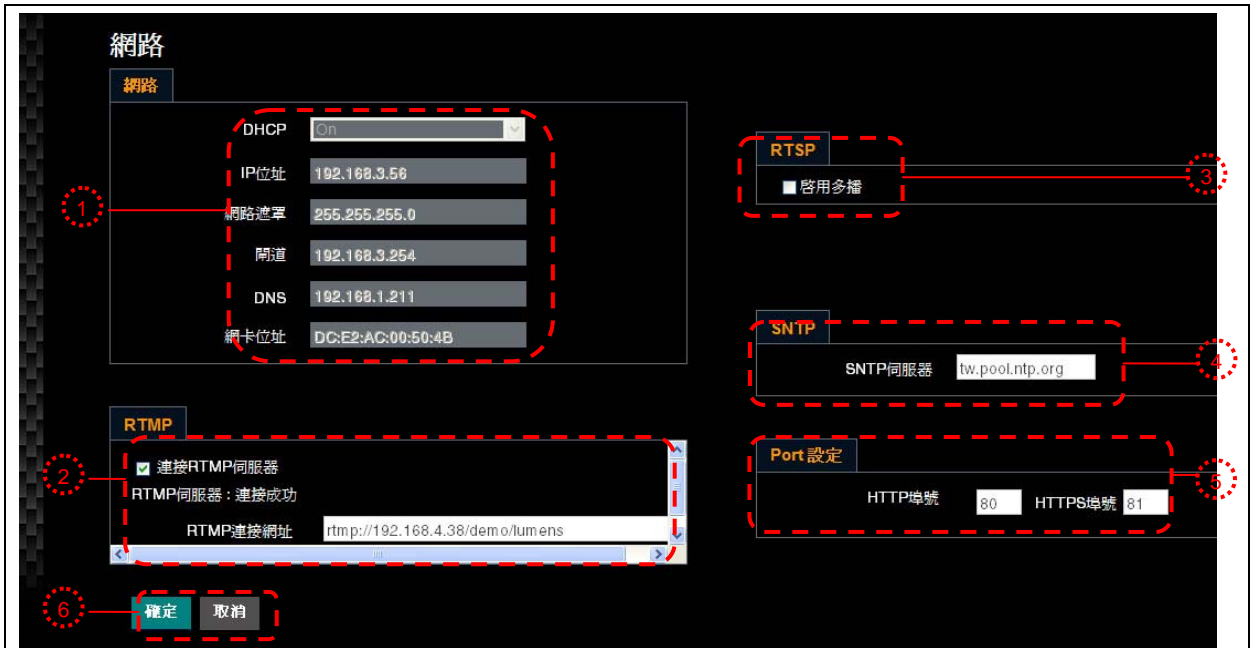 網路
網路
DHCP On
IP位址 192.168.3.56
網路遮罩 255.255.255.0
閘道 192.168.3.254
DNS 192.168.1.211
網卡位址 DC:E2:AC:00:50:4B
1
RTMP
連接RTMP伺服器
RTMP伺服器 : 連接成功
RTMP連接網址 rtmp://192.168.4.38/demo/lumens
2
RTSP
啓用多播
3
SNTP
SNTP伺服器 tw.pool.ntp.org
4
Port 設定
HTTP埠號 80 HTTPS埠號 81
5
6
確定 取消